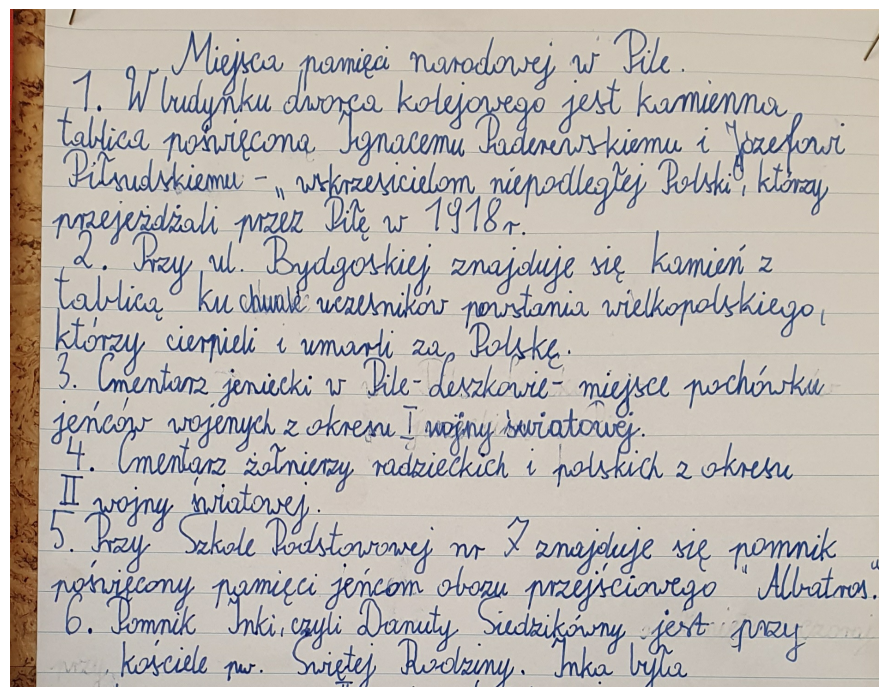 Miejsca pamięci narodowej w Pile.
1. W budynku dworca kolejowego jest kamienna
tablica poświęcona Ignacemu Paderewskiemu i Józefowi
Piłsudskiemu - „wskrzesicielom niepodległej Polski", którzy
przejeżdżali przez Piłę w 1918 r.
2. Przy ul. Bydgoskiej znajduje się kamień z
tablicą ku chwale uczesników powstania wielkopolskiego,
którzy cierpieli i umarli za Polskę.
3. Cmentarz jeniecki w Pile-Leszkowie- miejsce pochówku
jeńców wojenych z okresu I wojny światowej.
4. Cmentarz żołnierzy radzieckich i polskich z okresu
II wojny światowej.
5. Przy Szkole Podstowowej nr 7 znajduje się pomnik
poświęcony pamięci jeńcom obozu przejściowego "Albatros."
6. Pomnik Inki, czyli Danuty Siedzikówny jest przy
kościele pw. Swiętej Rodziny. Inka była